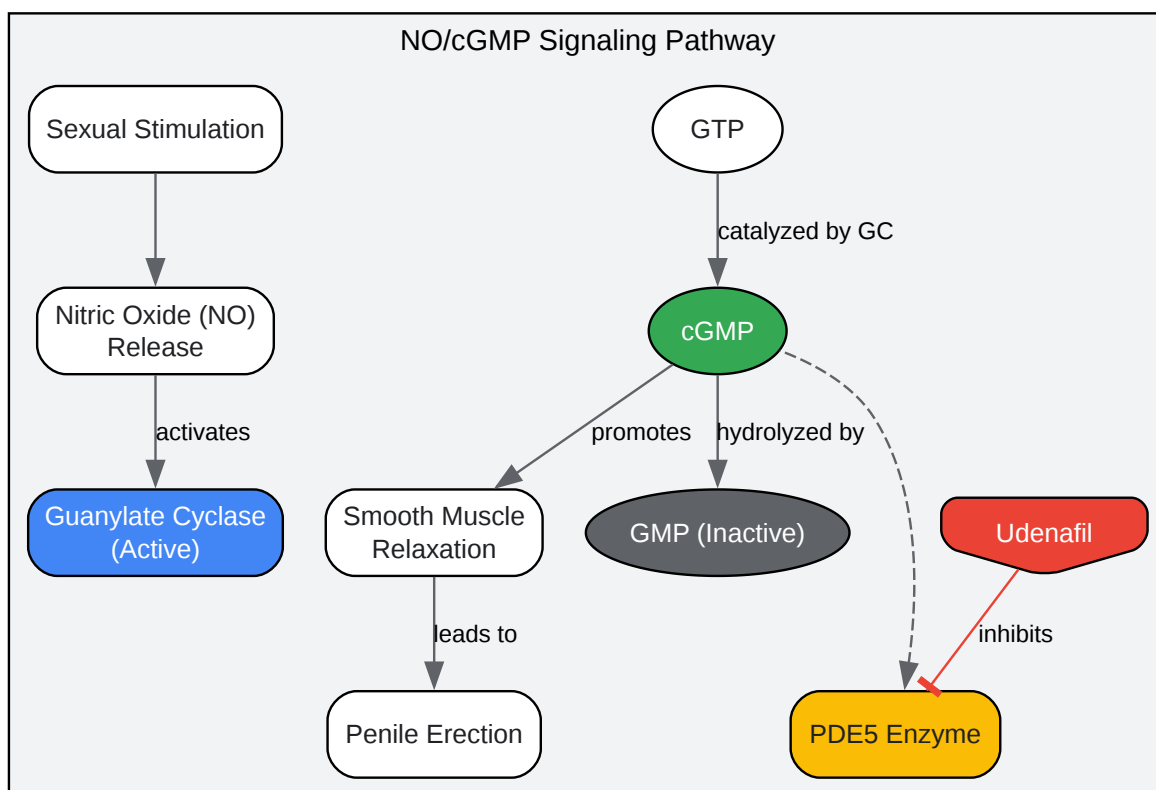 NO/cGMP Signaling Pathway
Sexual Stimulation
GTP
catalyzed by GC
Nitric Oxide (NO)
Release
cGMP
activates
promotes
hydrolyzed by
Guanylate Cyclase
(Active)
Smooth Muscle
Relaxation
GMP (Inactive)
Udenafil
leads to
inhibits
Penile Erection
PDE5 Enzyme